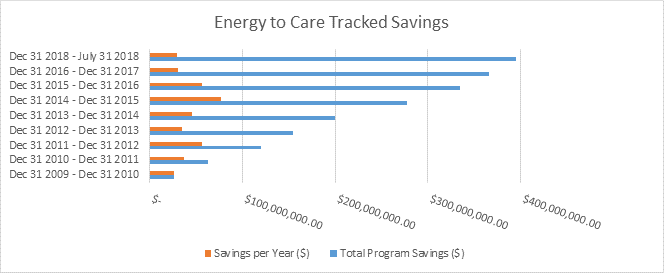 Energy to Care Tracked Savings
Dec 31 2018 - July 31 2018
Dec 31 2016 - Dec 31 2017
Dec 31 2015 - Dec 31 2016
Dec 31 2014 - Dec 31 2015
Dec 31 2013 - Dec 31 2014
Dec 31 2012 - Dec 31 2013
Dec 31 2011 - Dec 31 2012
Dec 31 2010 - Dec 31 2011
Dec 31 2009 - Dec 31 2010
$- $100,000,000.00 $200,000,000.00 $300,000,000.00 $400,000,000.00
Savings per Year ($) Total Program Savings ($)